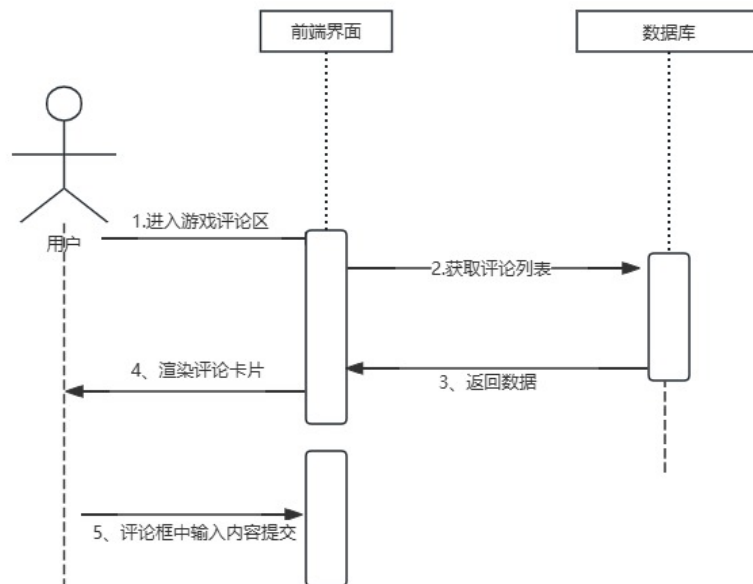 前端界面
数据库
用户
1.进入游戏评论区
2.获取评论列表
3、返回数据
4、渲染评论卡片
5、评论框中输入内容提交